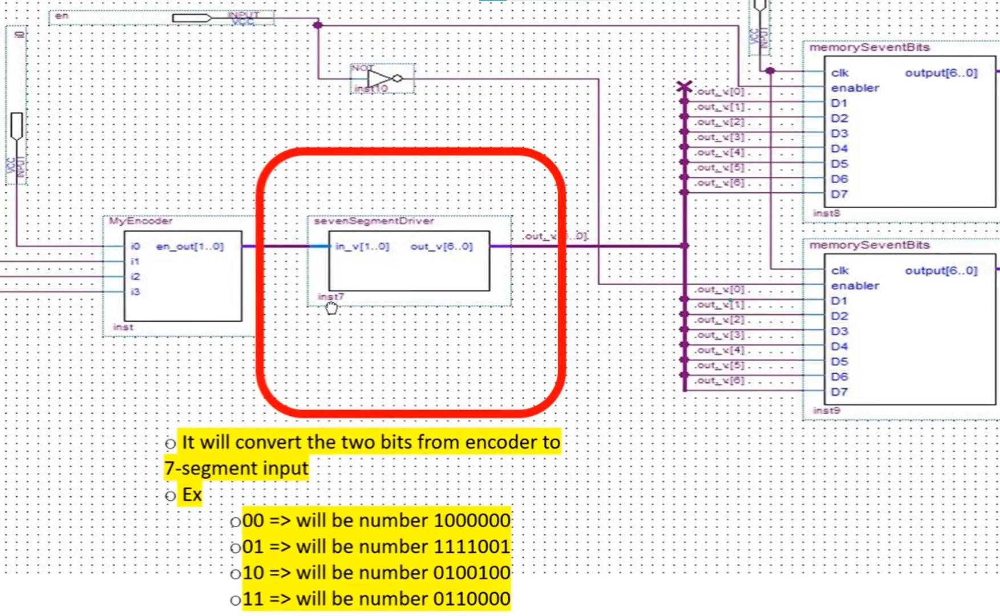 en
INPUT
VCC
i0
VCC
INPUT
NOT
inst10
VCC
INPUT
memorySeventBits
clk
output[6..0]
enabler
D1
D2
D3
D4
D5
D6
D7
inst8
out_v[0]
out_v[1]
out_v[2]
out_v[3]
out_v[4]
out_v[5]
out_v[6]
MyEncoder
i0
en_out[1..0]
i1
i2
i3
inst
sevenSegmentDriver
in_v[1..0]
out_v[6..0]
inst7
out_v[6..0]
memorySeventBits
clk
output[6..0]
enabler
D1
D2
D3
D4
D5
D6
D7
inst9
out_v[0]
out_v[1]
out_v[2]
out_v[3]
out_v[4]
out_v[5]
out_v[6]
o It will convert the two bits from encoder to
7-segment input
o Ex
o 00 => will be number 1000000
o 01 => will be number 1111001
o 10 => will be number 0100100
o 11 => will be number 0110000